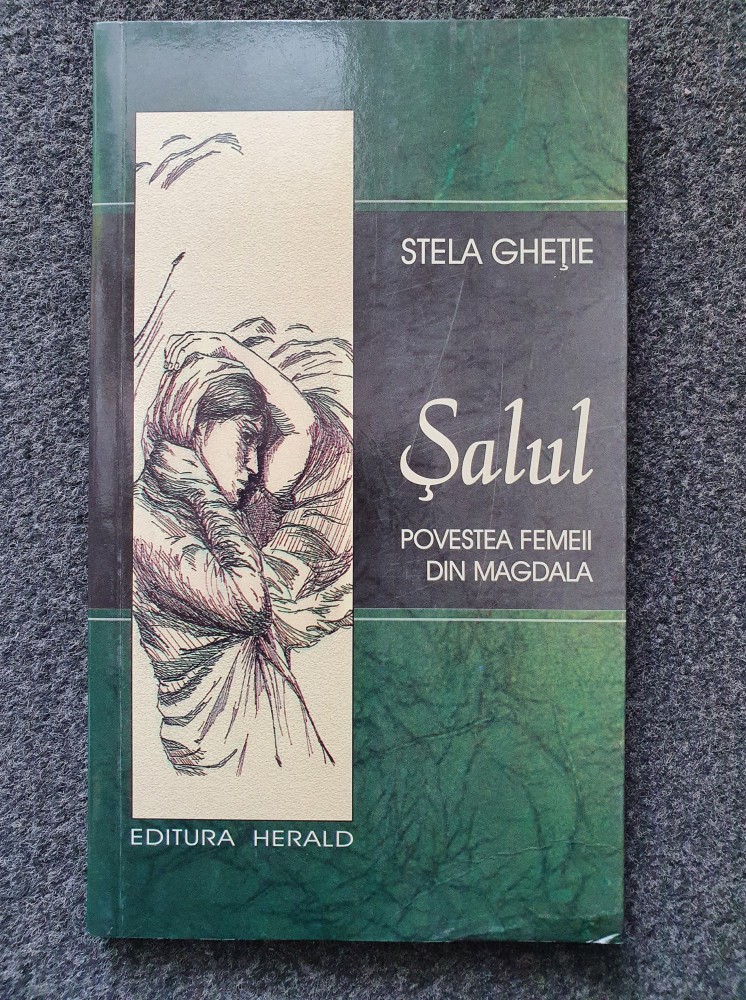 STELA GHEŢIE
Şalul
POVESTEA FEMEII
DIN MAGDALA
EDITURA HERALD